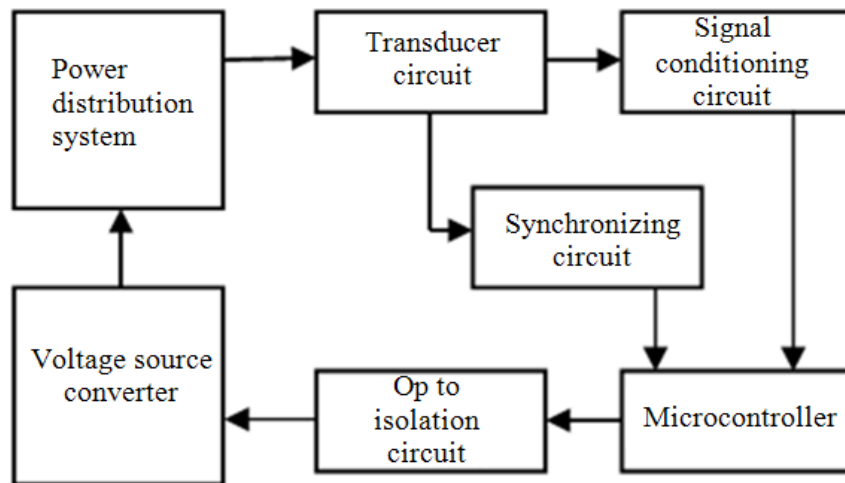 Power
distribution
system
Transducer
circuit
Signal
conditioning
circuit
Synchronizing
circuit
Voltage source
converter
Op to
isolation
circuit
Microcontroller